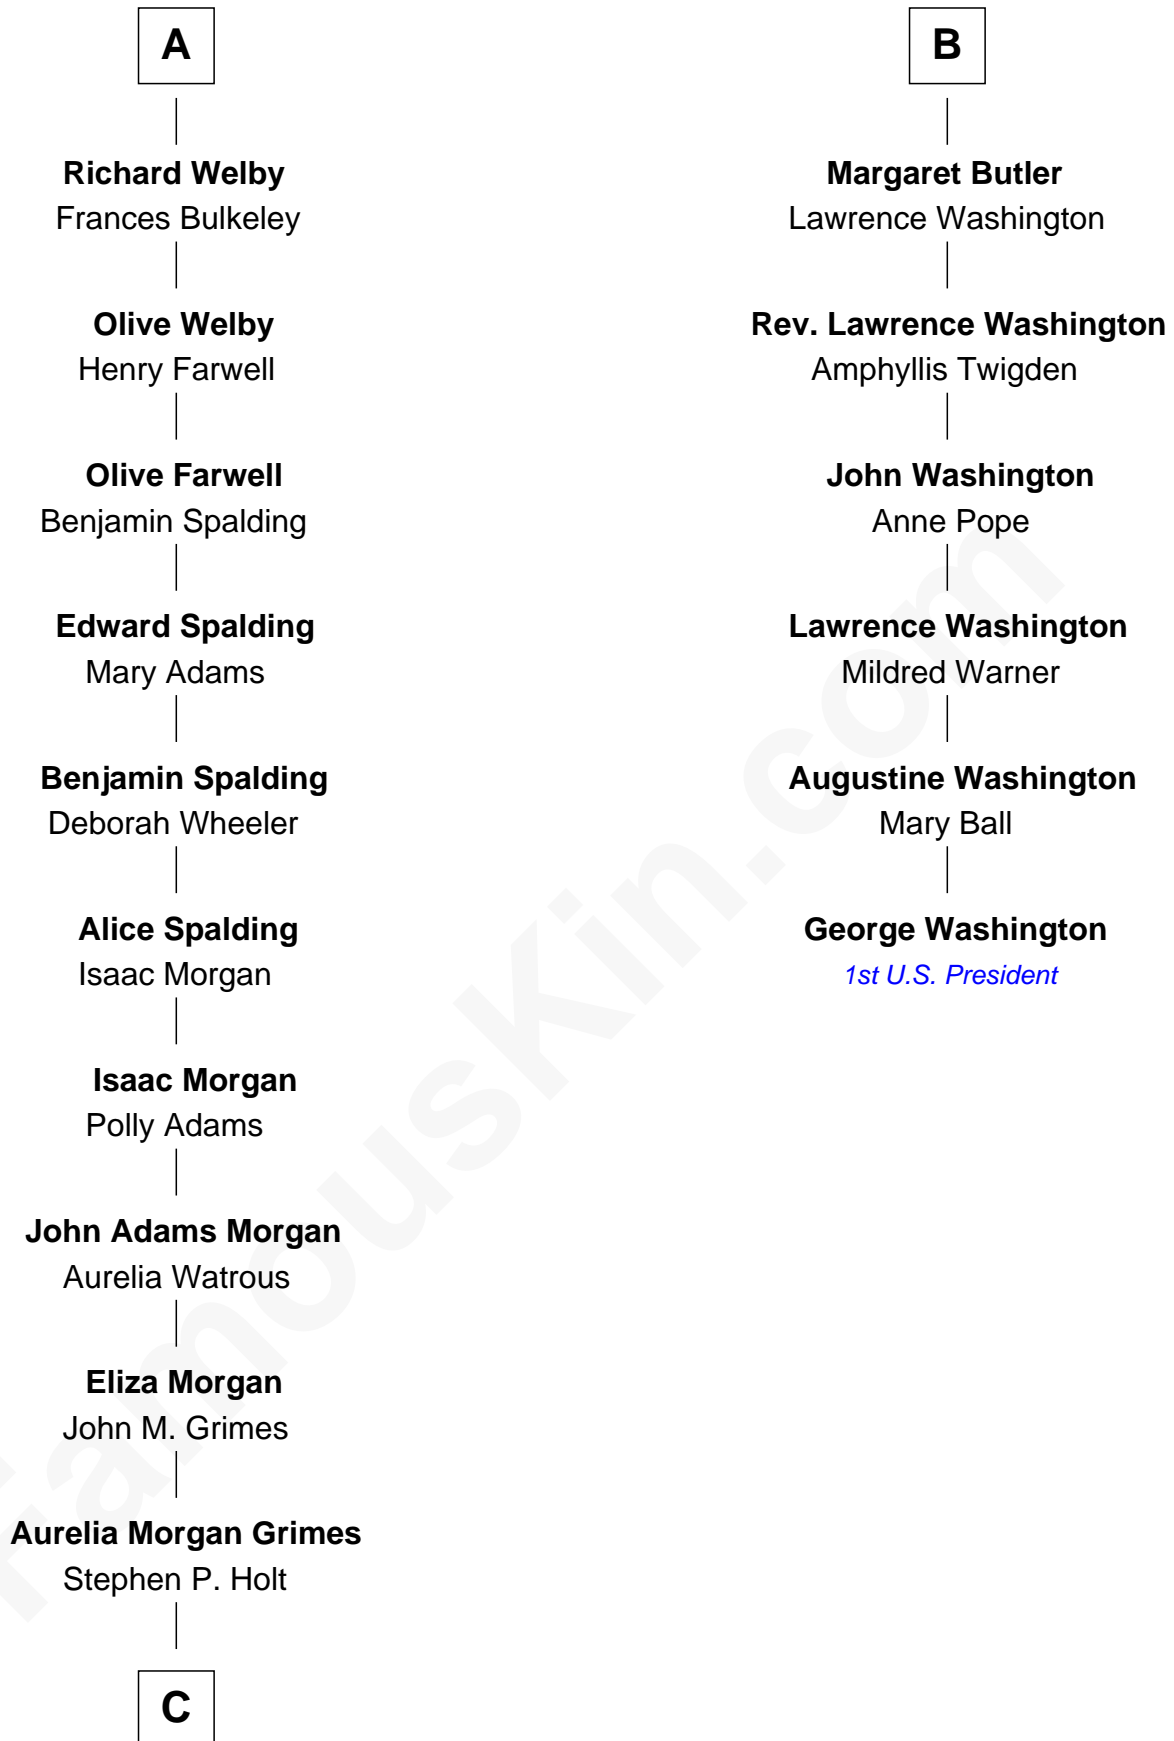 A
Richard Welby
Frances Bulkeley
Olive Welby
Henry Farwell
Olive Farwell
Benjamin Spalding
Edward Spalding
Mary Adams
Benjamin Spalding
Deborah Wheeler
Alice Spalding
Isaac Morgan
Isaac Morgan
Polly Adams
John Adams Morgan
Aurelia Watrous
Eliza Morgan
John M. Grimes
Aurelia Morgan Grimes
Stephen P. Holt
C
B
Margaret Butler
Lawrence Washington
Rev. Lawrence Washington
Amphyllis Twigden
John Washington
Anne Pope
Lawrence Washington
Mildred Warner
Augustine Washington
Mary Ball
George Washington
1st U.S. President
FamousKin.com